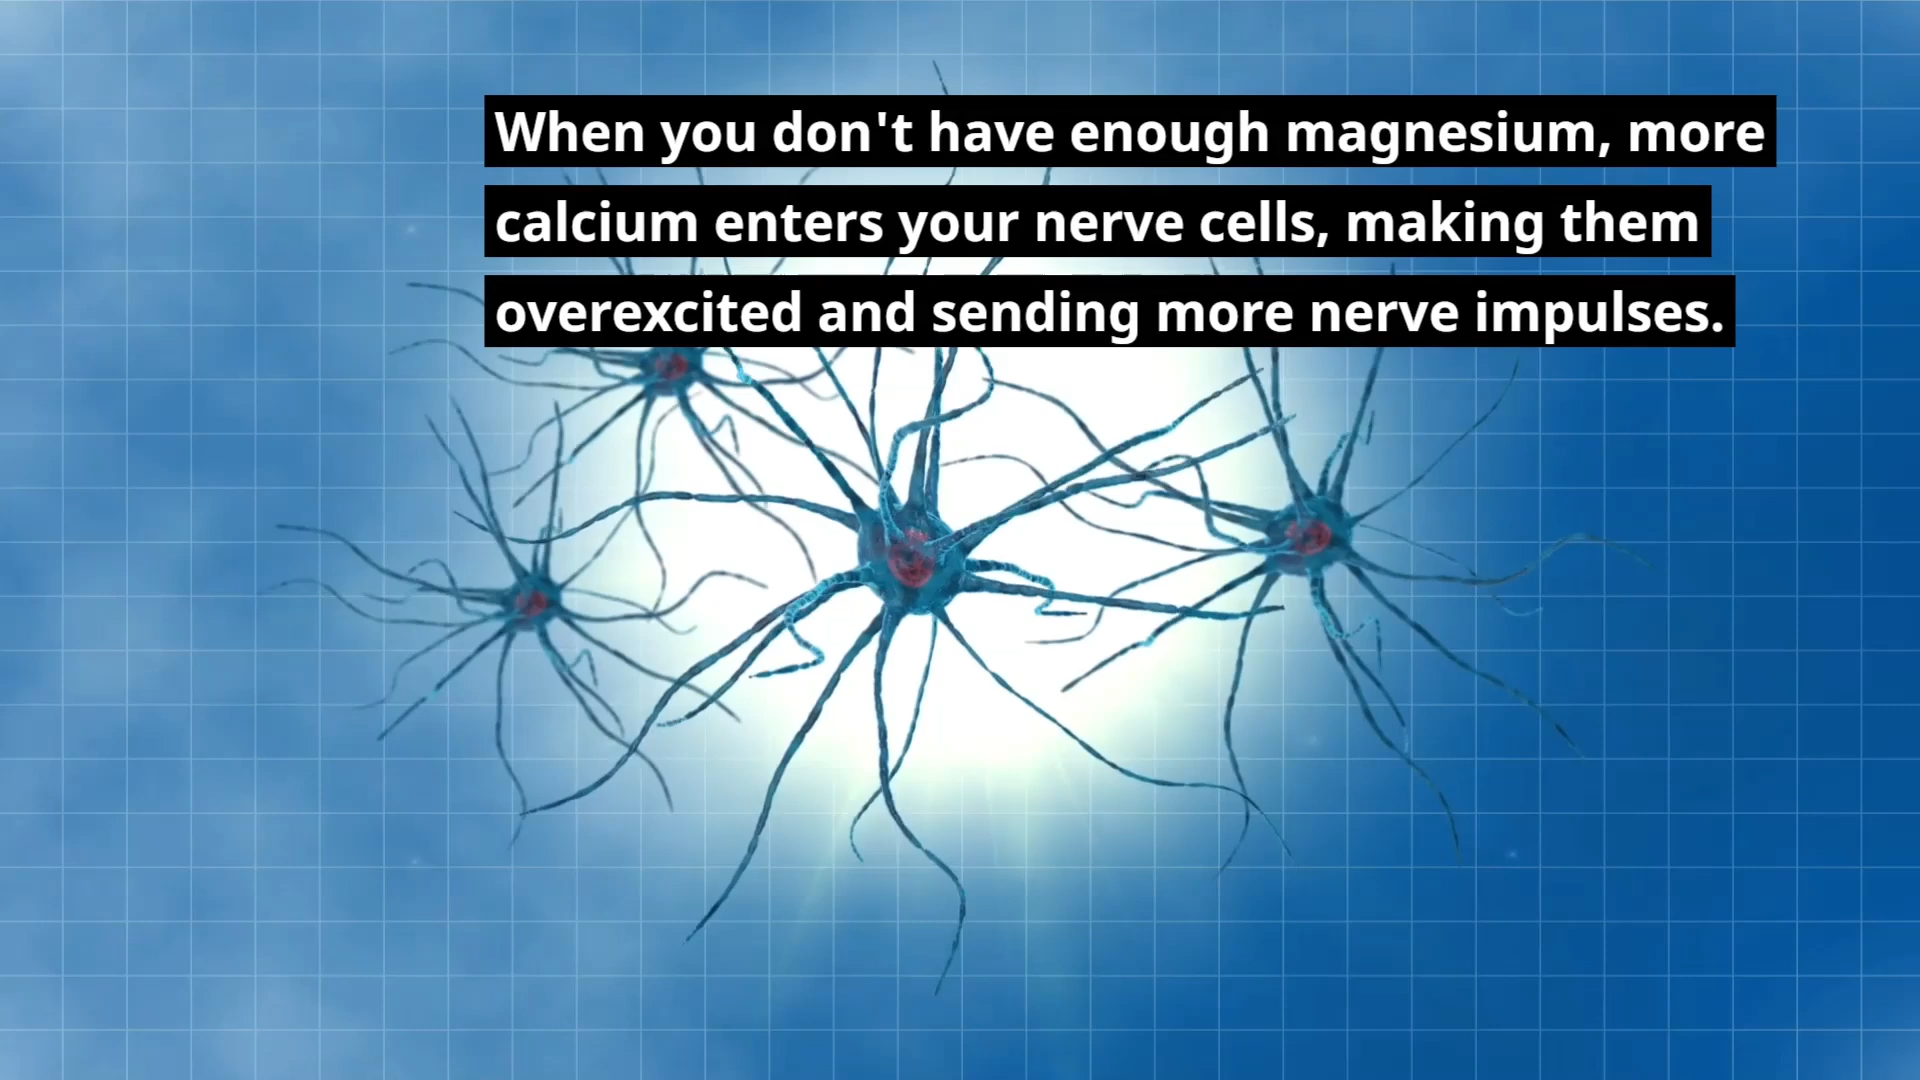 When you don't have enough magnesium, more
calcium enters your nerve cells, making them
overexcited and sending more nerve impulses.